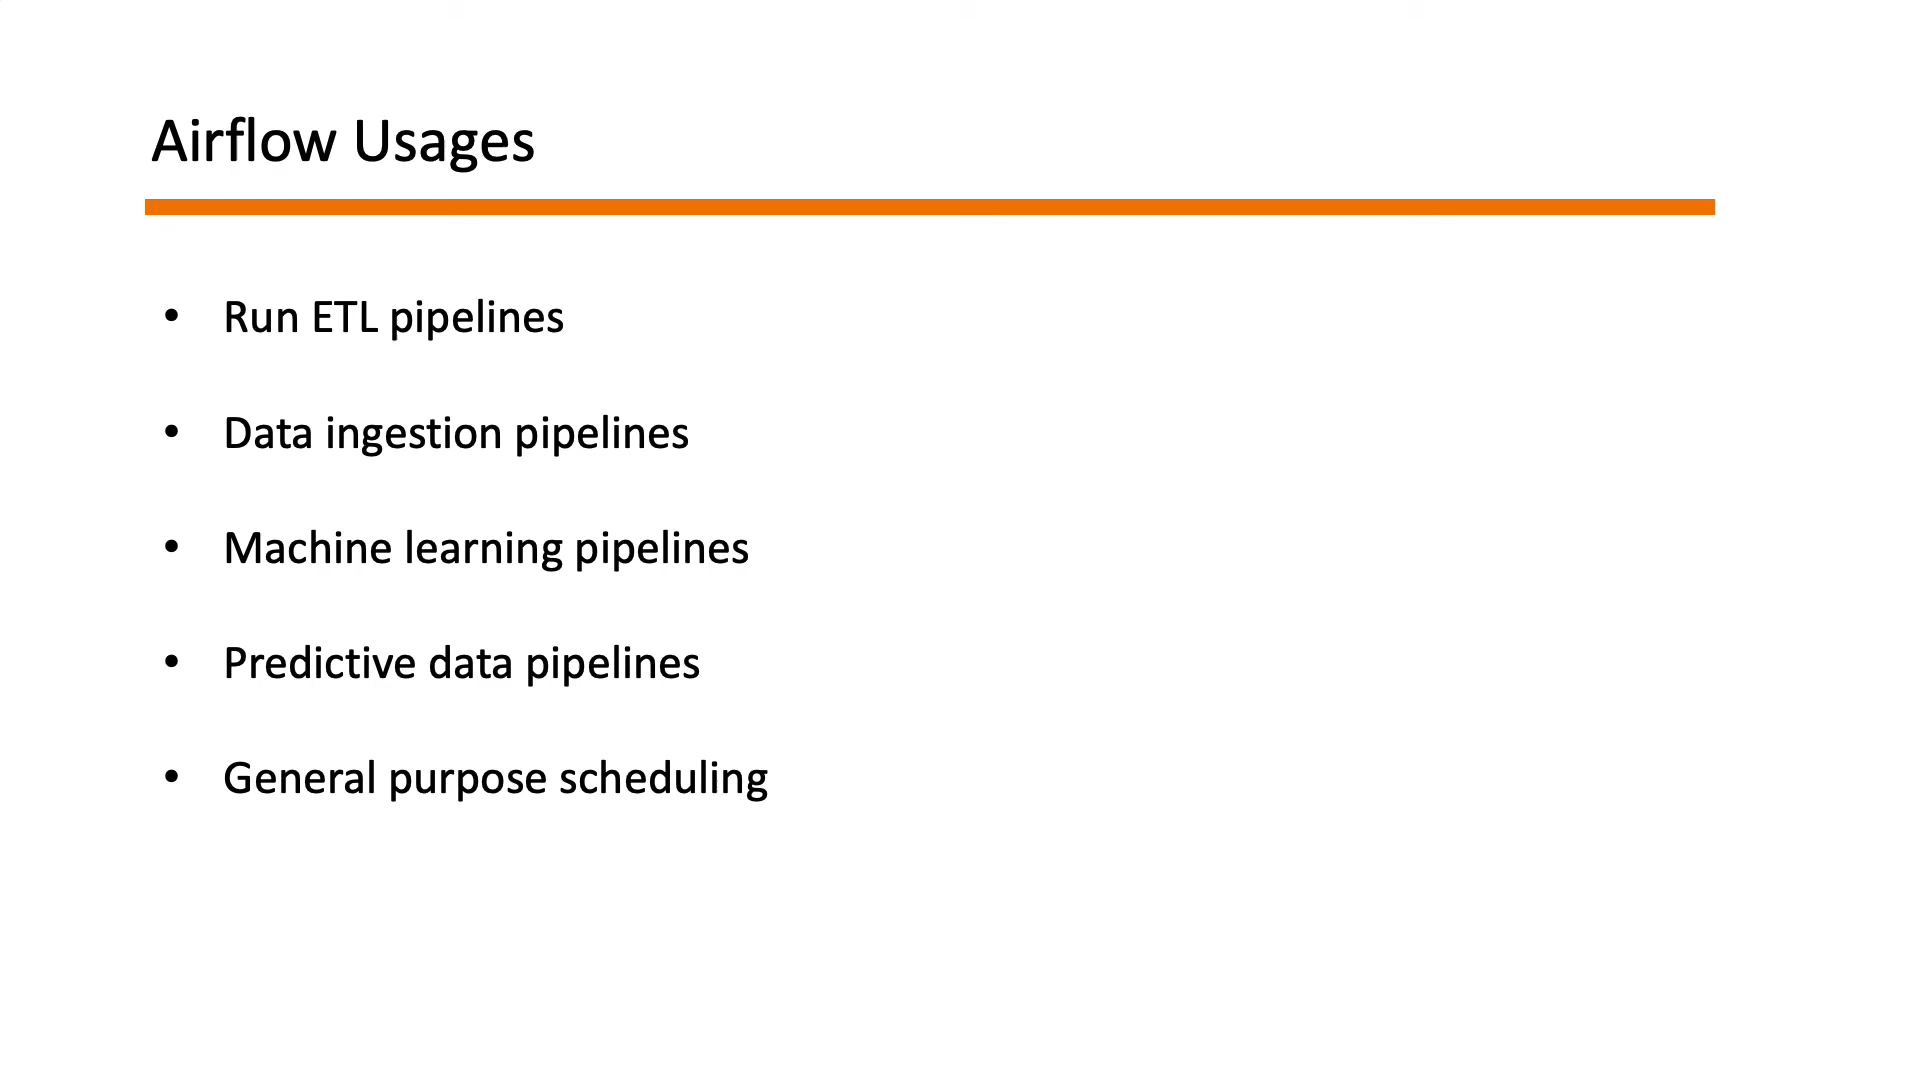 Airflow Usages
• Run ETL pipelines
• Data ingestion pipelines
• Machine learning pipelines
• Predictive data pipelines
• General purpose scheduling